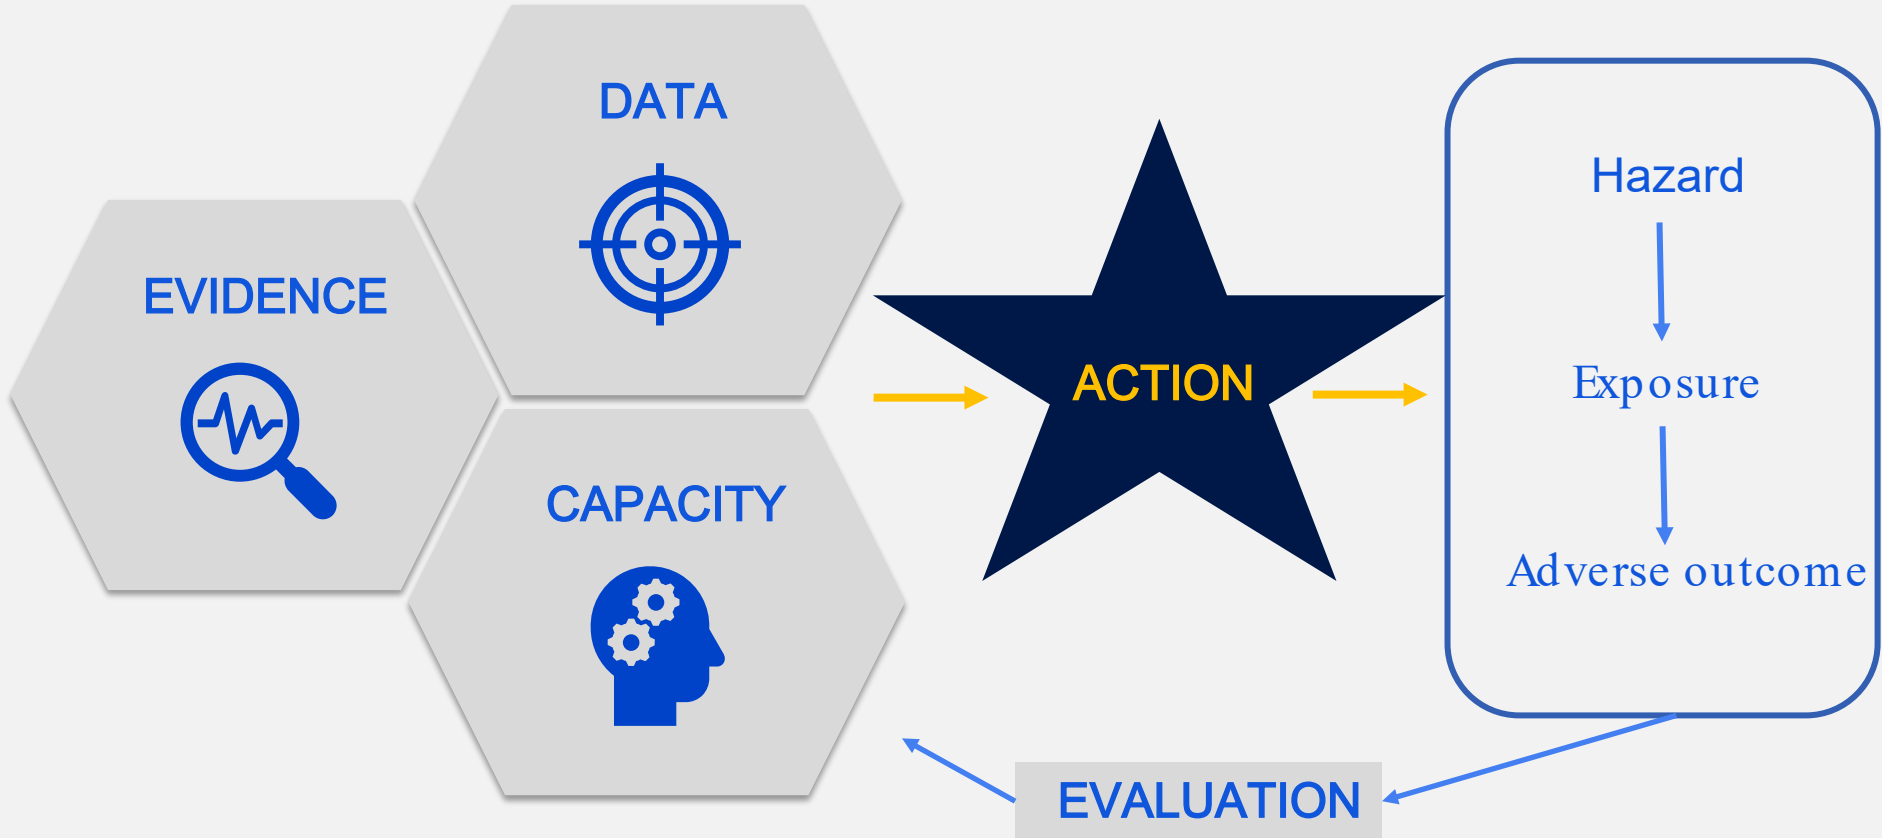 DATA
EVIDENCE
CAPACITY
ACTION
Hazard
Exposure
Adverse outcome
EVALUATION